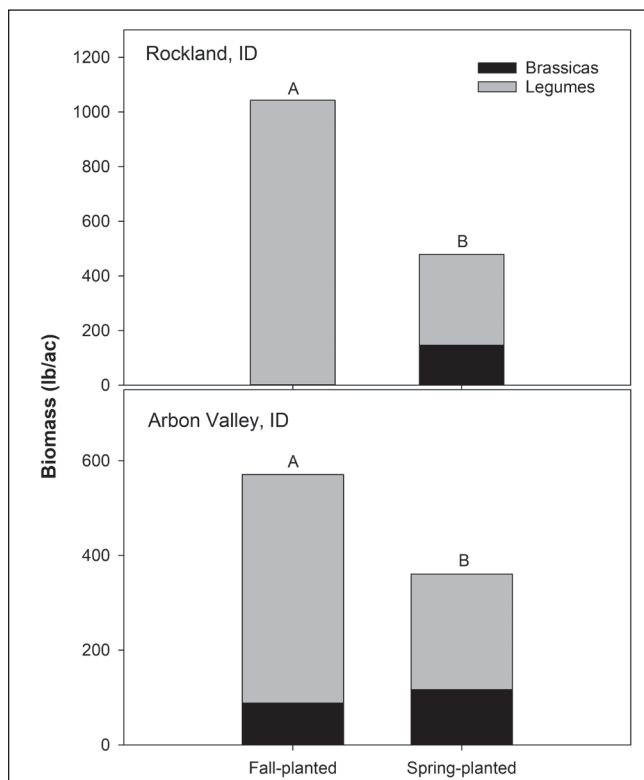 Rockland, ID
Brassicas
Legumes
A
B
1200
1000
800
600
400
200
0
Biomass (lb/ac)
Arbon Valley, ID
A
B
600
400
200
0
Fall-planted Spring-planted